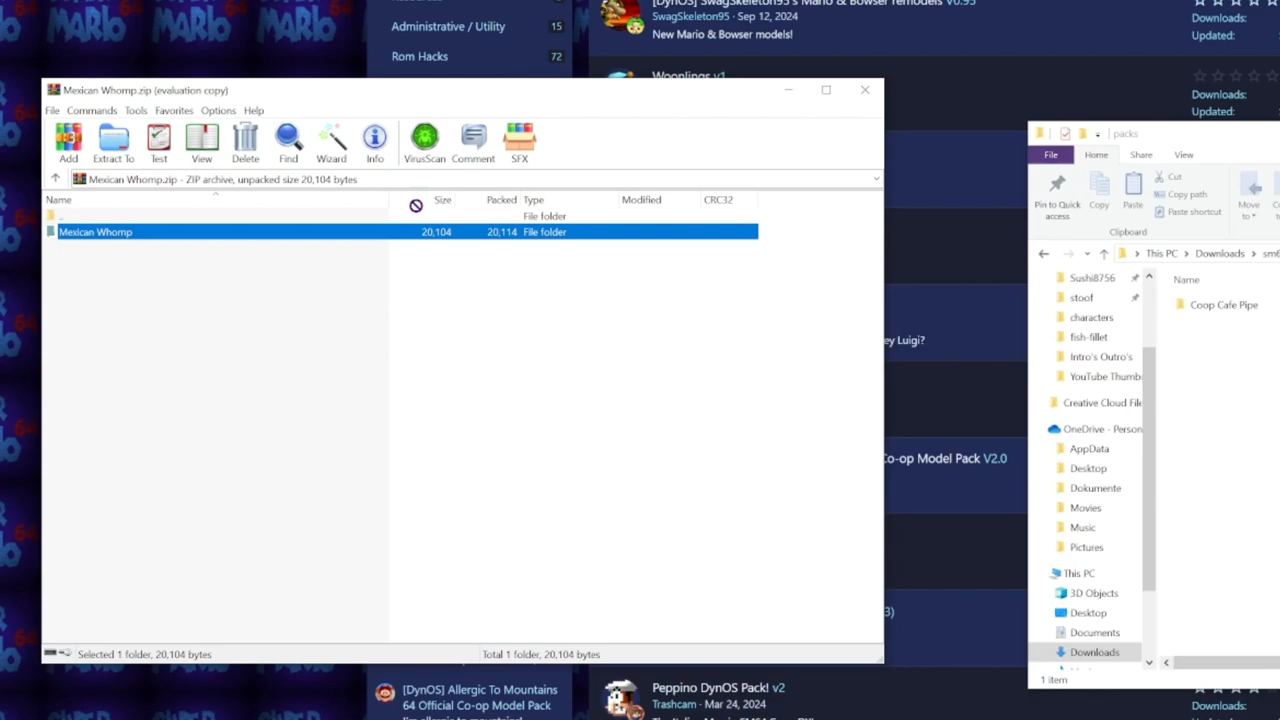 Administrative / Utility 15
Rom Hacks 72
[DynOS] SwagSkeleton95's Mario & Bowser remodels V0.95
SwagSkeleton95 · Sep 12, 2024
New Mario & Bowser models!
Downloads:
Updated:
Wooplings v1
Downloads:
Updated:
Mexican Whomp.zip (evaluation copy)
File Commands Tools Favorites Options Help
Add Extract To Test View Delete Find Wizard Info VirusScan Comment SFX
Mexican Whomp.zip - ZIP archive, unpacked size 20,104 bytes
Name Size Packed Type Modified CRC32
.. File folder
Mexican Whomp 20,104 20,114 File folder
Selected 1 folder, 20,104 bytes Total 1 folder, 20,104 bytes
ey Luigi?
Co-op Model Pack V2.0
3)
packs
File Home Share View
Pin to Quick access
Copy
Paste
Cut
Copy path
Paste shortcut
Move to
Clipboard
This PC > Downloads > sm6
Name
Coop Cafe Pipe
Sushi8756
stoof
characters
fish-fillet
Intro's Outro's
YouTube Thumb
Creative Cloud File
OneDrive - Person
AppData
Desktop
Dokumente
Movies
Music
Pictures
This PC
3D Objects
Desktop
Documents
Downloads
1 item
[DynOS] Allergic To Mountains
64 Official Co-op Model Pack
I'm allergic to mountains!
Peppino DynOS Pack! v2
Trashcam · Mar 24, 2024
Downloads: